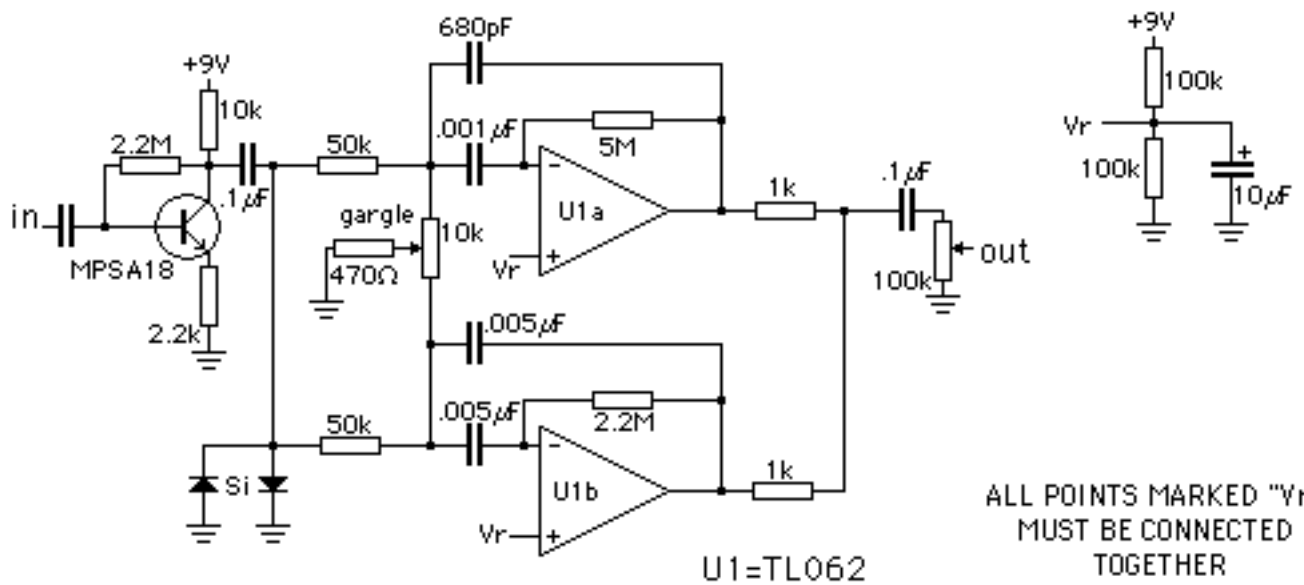 680pF
+9V
+9V
10k
100k
2.2M
50k
.001µF
5M
Vr
.1µF
in
gargle
10k
U1a
1k
.1µF
100k
10µF
+
MPSA18
470Ω
Vr
out
100k
2.2k
.005µF
50k
.005µF
2.2M
Si
U1b
1k
Vr
ALL POINTS MARKED "Vr
MUST BE CONNECTED
TOGETHER
U1=TL062